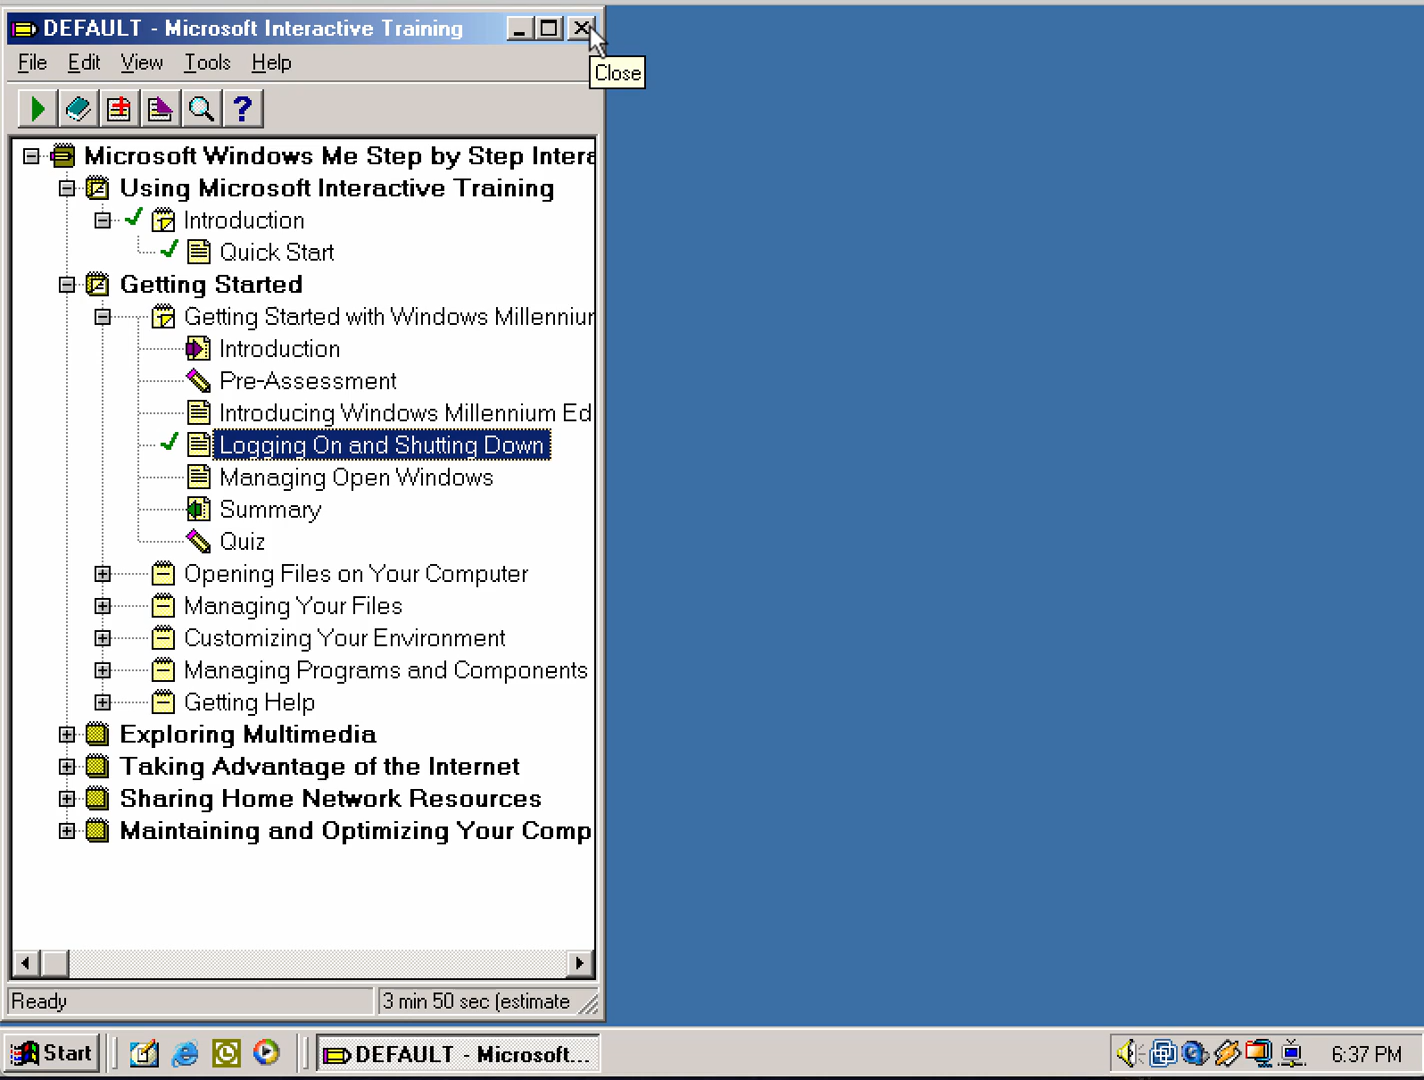 DEFAULT - Microsoft Interactive Training
Close
File Edit View Tools Help
Microsoft Windows Me Step by Step Intera
Using Microsoft Interactive Training
Introduction
Quick Start
Getting Started
Getting Started with Windows Millenniun
Introduction
Pre-Assessment
Introducing Windows Millennium Ed
Logging On and Shutting Down
Managing Open Windows
Summary
Quiz
Opening Files on Your Computer
Managing Your Files
Customizing Your Environment
Managing Programs and Components
Getting Help
Exploring Multimedia
Taking Advantage of the Internet
Sharing Home Network Resources
Maintaining and Optimizing Your Comp
Ready 3 min 50 sec (estimate
Start DEFAULT - Microsoft... 6:37 PM